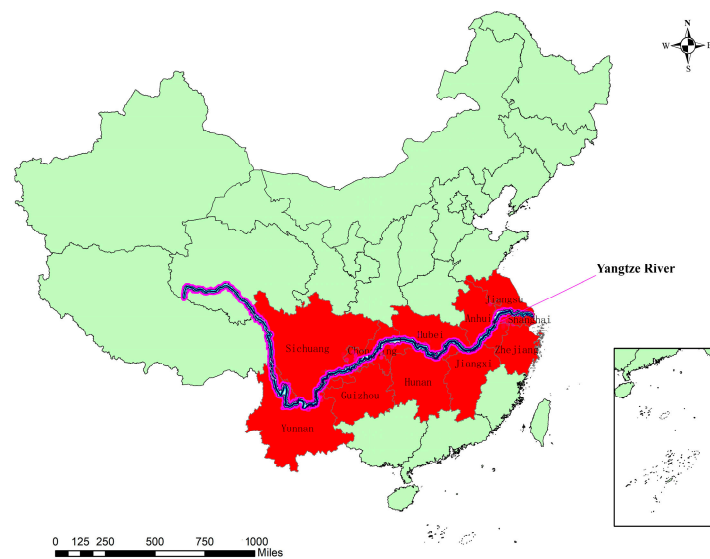 N
W E
S
Yangtze River
Jiangsu
Anhui
Shanghai
Hubei
Sichuang
Chongqing
Zhejiang
Jiangxi
Hunan
Guizhou
Yunnan
0 125 250 500 750 1000
Miles